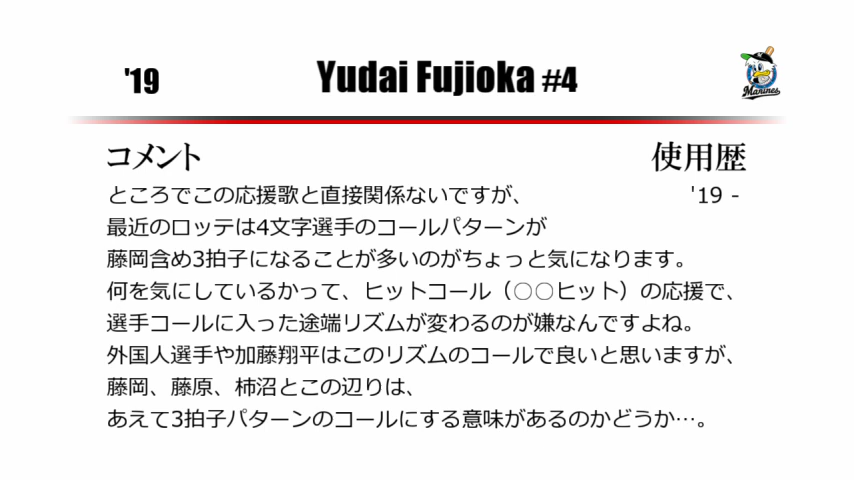 '19
Yudai Fujioka #4
Marines
コメント
使用歴
ところでこの応援歌と直接関係ないですが、
'19 -
最近のロッテは4文字選手のコールパターンが
藤岡含め3拍子になることが多いのがちょっと気になります。
何を気にしているかって、ヒットコール（○○ヒット）の応援で、
選手コールに入った途端リズムが変わるのが嫌なんですよね。
外国人選手や加藤翔平はこのリズムのコールで良いと思いますが、
藤岡、藤原、柿沼とこの辺りは、
あえて3拍子パターンのコールにする意味があるのかどうか…。